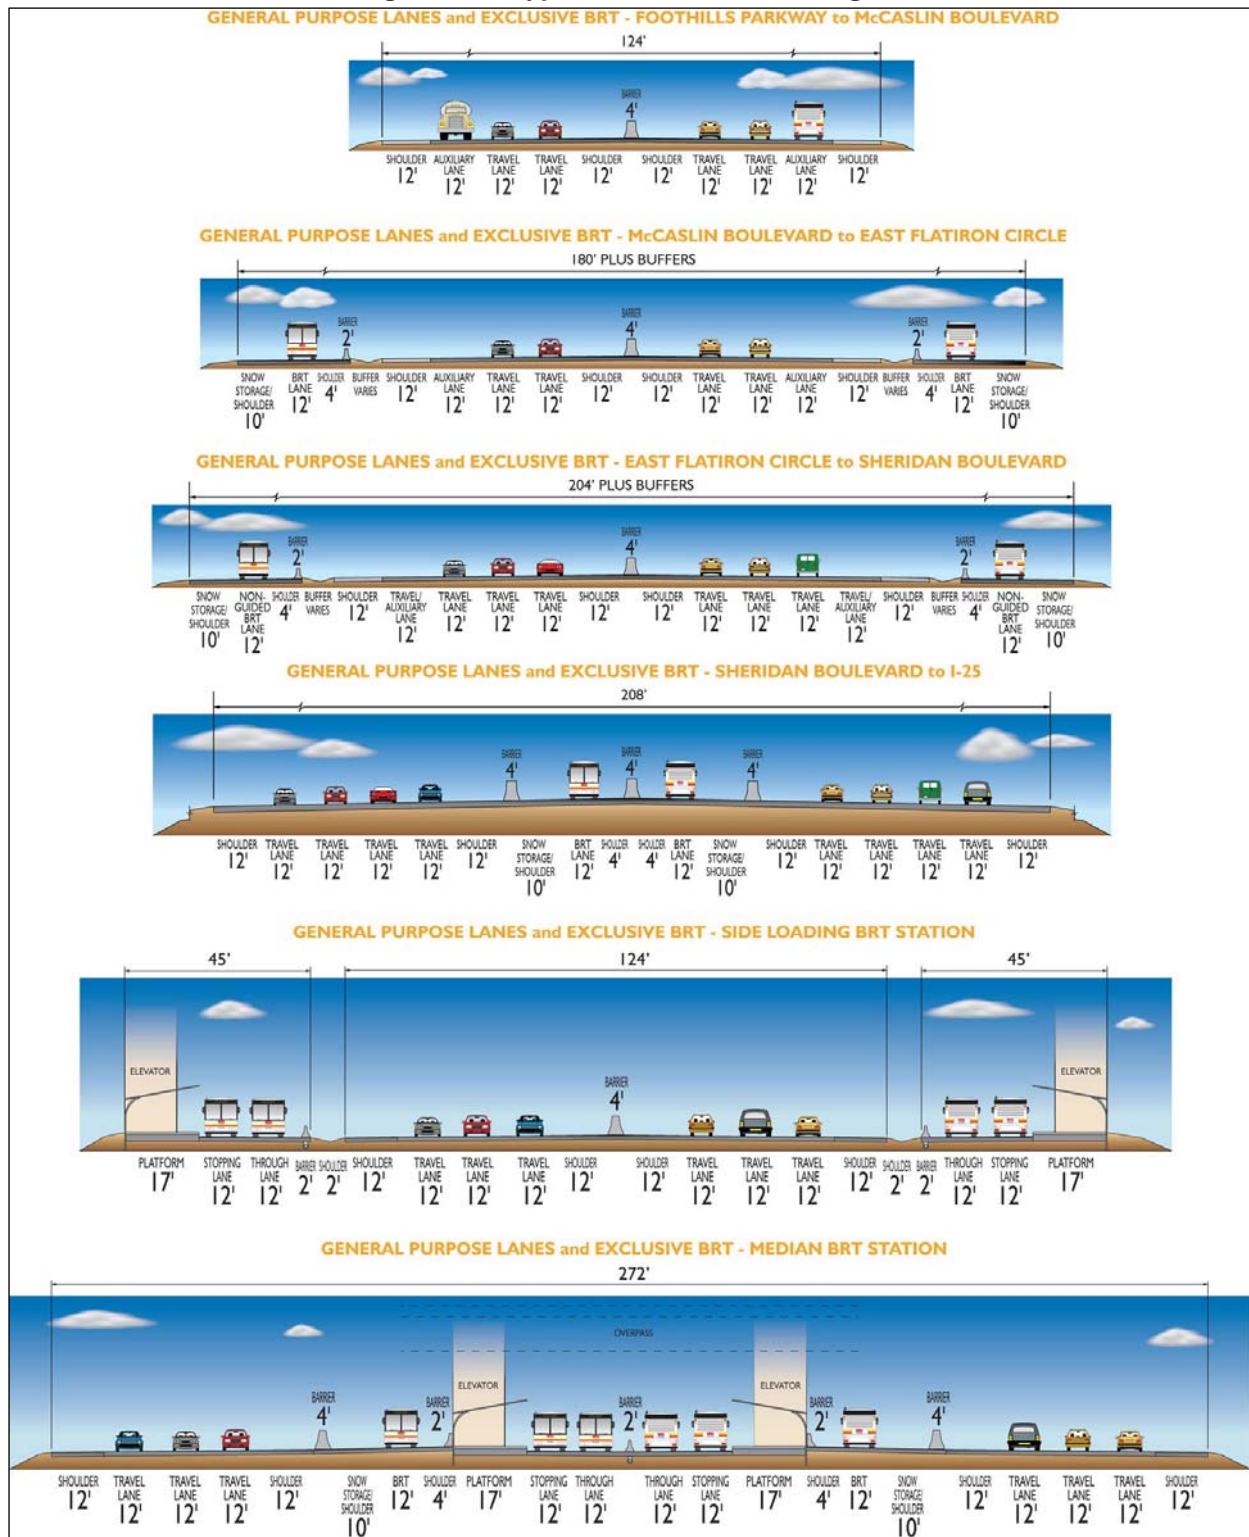 GENERAL PURPOSE LANES and EXCLUSIVE BRT - FOOTHILLS PARKWAY to McCASLIN BOULEVARD
124'
BARRIER
4'
SHOULDER 12' AUXILIARY LANE 12' TRAVEL LANE 12' TRAVEL LANE 12' SHOULDER 12' SHOULDER 12' TRAVEL LANE 12' TRAVEL LANE 12' AUXILIARY LANE 12' SHOULDER 12'
GENERAL PURPOSE LANES and EXCLUSIVE BRT - McCASLIN BOULEVARD to EAST FLATIRON CIRCLE
180' PLUS BUFFERS
BARRIER 2' BARRIER 4' BARRIER 2'
SNOW STORAGE/ SHOULDER 10' BRT LANE 12' SHOULDER 4' BUFFER VARIES SHOULDER 12' AUXILIARY LANE 12' TRAVEL LANE 12' TRAVEL LANE 12' SHOULDER 12' SHOULDER 12' TRAVEL LANE 12' TRAVEL LANE 12' AUXILIARY LANE 12' SHOULDER 12' BUFFER VARIES SHOULDER 4' BRT LANE 12' SNOW STORAGE/ SHOULDER 10'
GENERAL PURPOSE LANES and EXCLUSIVE BRT - EAST FLATIRON CIRCLE to SHERIDAN BOULEVARD
204' PLUS BUFFERS
BARRIER 2' BARRIER 4' BARRIER 2'
SNOW STORAGE/ SHOULDER 10' NON-GUIDED BRT LANE 12' SHOULDER 4' BUFFER VARIES SHOULDER 12' TRAVEL/ AUXILIARY LANE 12' TRAVEL LANE 12' TRAVEL LANE 12' TRAVEL LANE 12' SHOULDER 12' SHOULDER 12' TRAVEL LANE 12' TRAVEL LANE 12' TRAVEL LANE 12' TRAVEL/ AUXILIARY LANE 12' SHOULDER 12' BUFFER VARIES SHOULDER 4' NON-GUIDED BRT LANE 12' SNOW STORAGE/ SHOULDER 10'
GENERAL PURPOSE LANES and EXCLUSIVE BRT - SHERIDAN BOULEVARD to I-25
208'
BARRIER 4' BARRIER 4' BARRIER 4'
SHOULDER 12' TRAVEL LANE 12' TRAVEL LANE 12' TRAVEL LANE 12' TRAVEL LANE 12' SHOULDER 12' SNOW STORAGE/ SHOULDER 10' BRT LANE 12' SHOULDER 4' SHOULDER 4' BRT LANE 12' SNOW STORAGE/ SHOULDER 10' SHOULDER 12' TRAVEL LANE 12' TRAVEL LANE 12' TRAVEL LANE 12' TRAVEL LANE 12' SHOULDER 12'
GENERAL PURPOSE LANES and EXCLUSIVE BRT - SIDE LOADING BRT STATION
45' 124' 45'
ELEVATOR BARRIER 4' ELEVATOR
PLATFORM 17' STOPPING LANE 12' THROUGH LANE 12' BARRIER 2' SHOULDER 2' SHOULDER 12' TRAVEL LANE 12' TRAVEL LANE 12' TRAVEL LANE 12' SHOULDER 12' SHOULDER 12' TRAVEL LANE 12' TRAVEL LANE 12' TRAVEL LANE 12' SHOULDER 12' SHOULDER 2' BARRIER 2' THROUGH LANE 12' STOPPING LANE 12' PLATFORM 17'
GENERAL PURPOSE LANES and EXCLUSIVE BRT - MEDIAN BRT STATION
272'
OVERPASS
ELEVATOR ELEVATOR
BARRIER 4' BARRIER 2' BARRIER 2' BARRIER 2' BARRIER 4'
SHOULDER 12' TRAVEL LANE 12' TRAVEL LANE 12' TRAVEL LANE 12' SHOULDER 12' SNOW STORAGE/ SHOULDER 10' BRT 12' SHOULDER 4' PLATFORM 17' STOPPING LANE 12' THROUGH LANE 12' THROUGH LANE 12' STOPPING LANE 12' PLATFORM 17' SHOULDER 4' BRT 12' SNOW STORAGE/ SHOULDER 10' SHOULDER 12' TRAVEL LANE 12' TRAVEL LANE 12' TRAVEL LANE 12' SHOULDER 12'